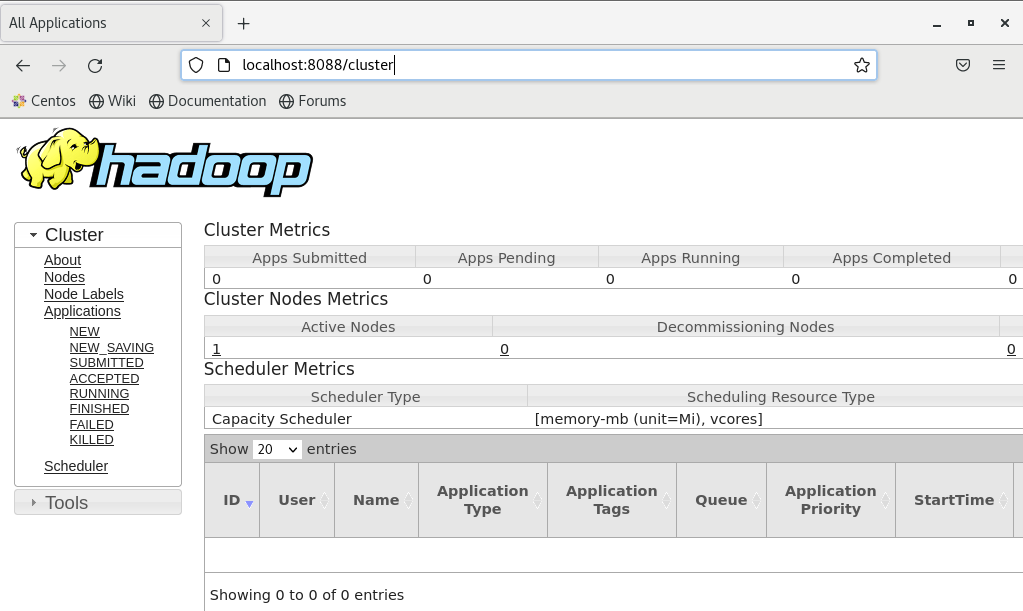 All Applications
localhost:8088/cluster
Centos Wiki Documentation Forums
hadoop
Cluster
About
Nodes
Node Labels
Applications
NEW
NEW_SAVING
SUBMITTED
ACCEPTED
RUNNING
FINISHED
FAILED
KILLED
Scheduler
Tools
Cluster Metrics
Apps Submitted Apps Pending Apps Running Apps Completed
0 0 0 0 0
Cluster Nodes Metrics
Active Nodes Decommissioning Nodes
1 0 0
Scheduler Metrics
Scheduler Type Scheduling Resource Type
Capacity Scheduler [memory-mb (unit=Mi), vcores]
Show 20 entries
ID User Name Application Type Application Tags Queue Application Priority StartTime
Showing 0 to 0 of 0 entries